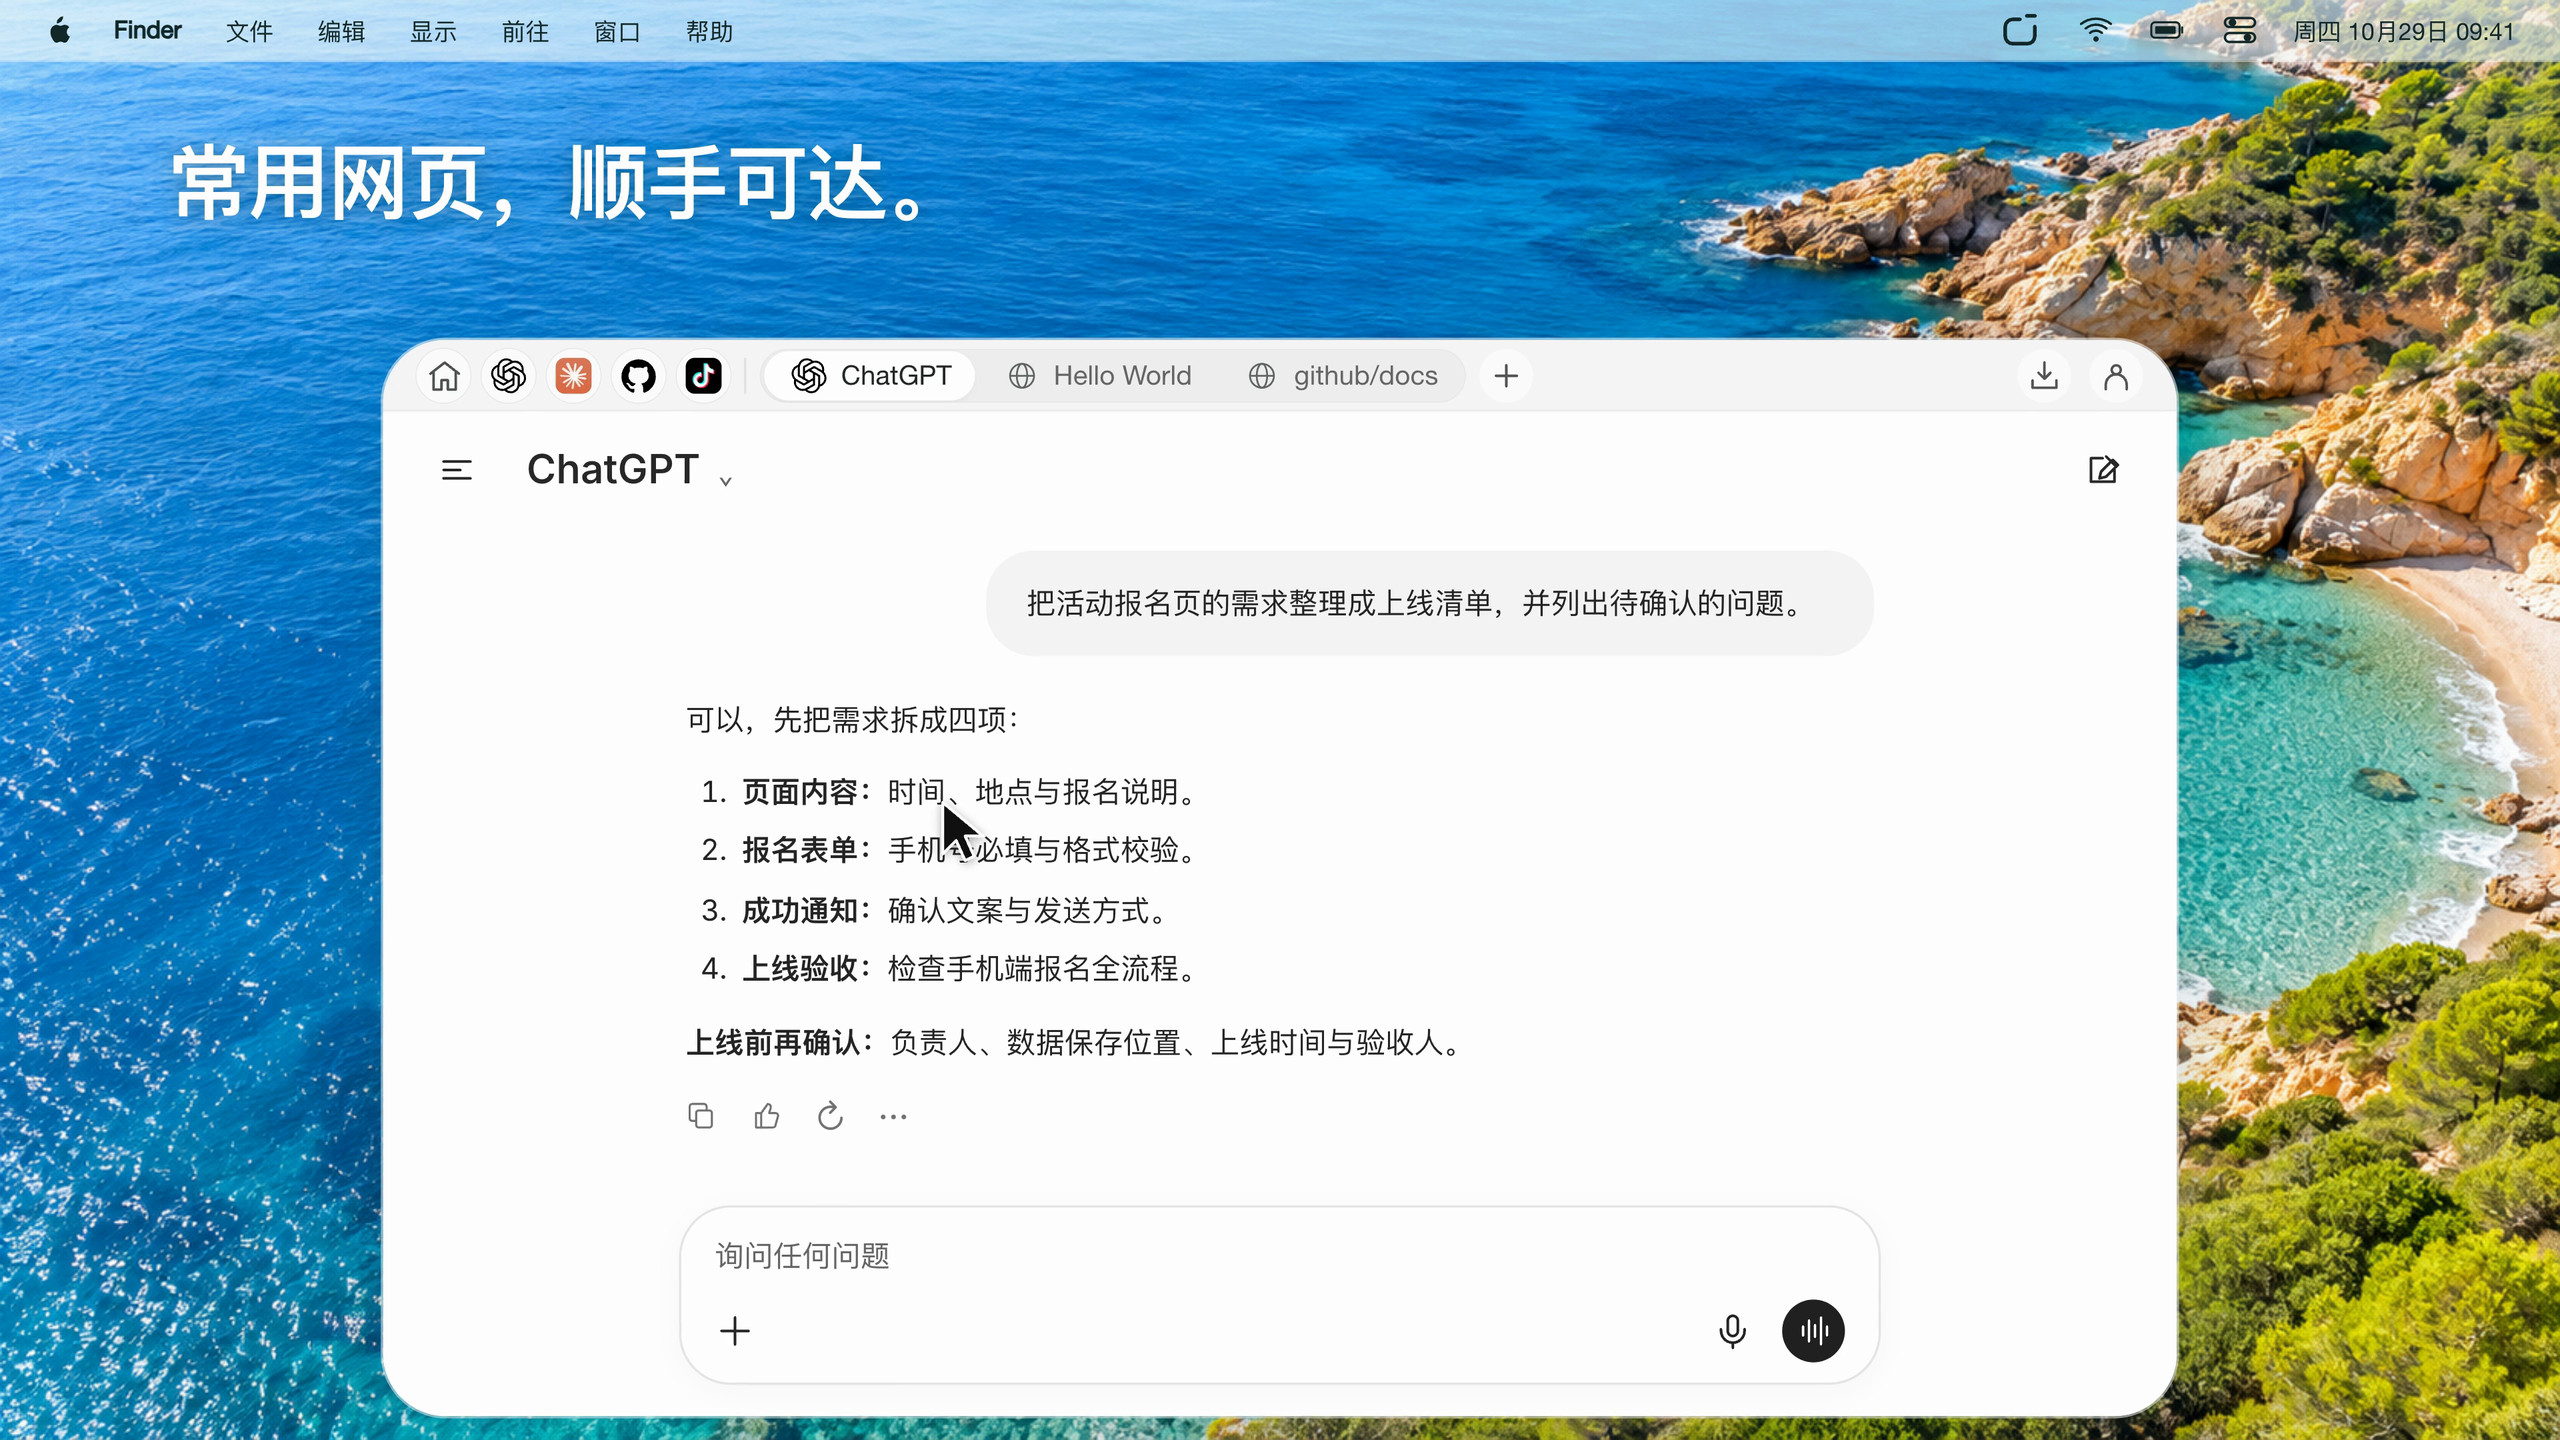 Finder 文件 编辑 显示 前往 窗口 帮助 周四 10月29日 09:41
常用网页，顺手可达。
ChatGPT Hello World github/docs
ChatGPT
把活动报名页的需求整理成上线清单，并列出待确认的问题。
可以，先把需求拆成四项：
1. 页面内容：时间、地点与报名说明。
2. 报名表单：手机号必填与格式校验。
3. 成功通知：确认文案与发送方式。
4. 上线验收：检查手机端报名全流程。
上线前再确认：负责人、数据保存位置、上线时间与验收人。
询问任何问题